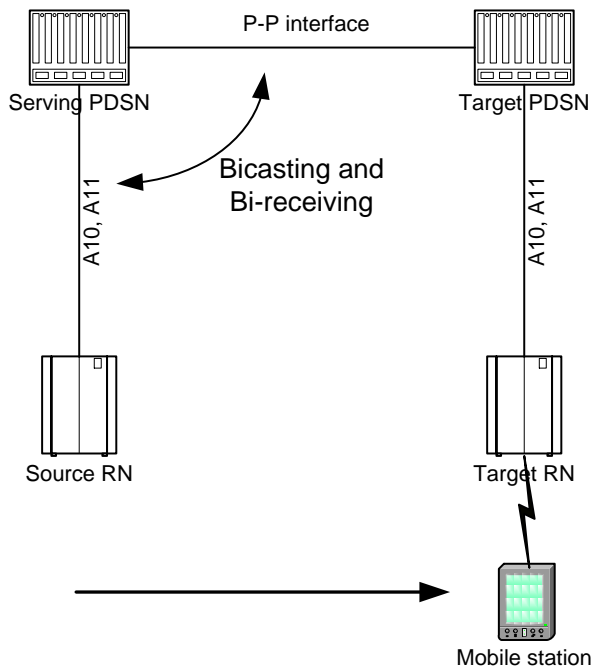 P-P interface
Serving PDSN
Target PDSN
Bicasting and
Bi-receiving
A10, A11
A10, A11
Source RN
Target RN
Mobile station